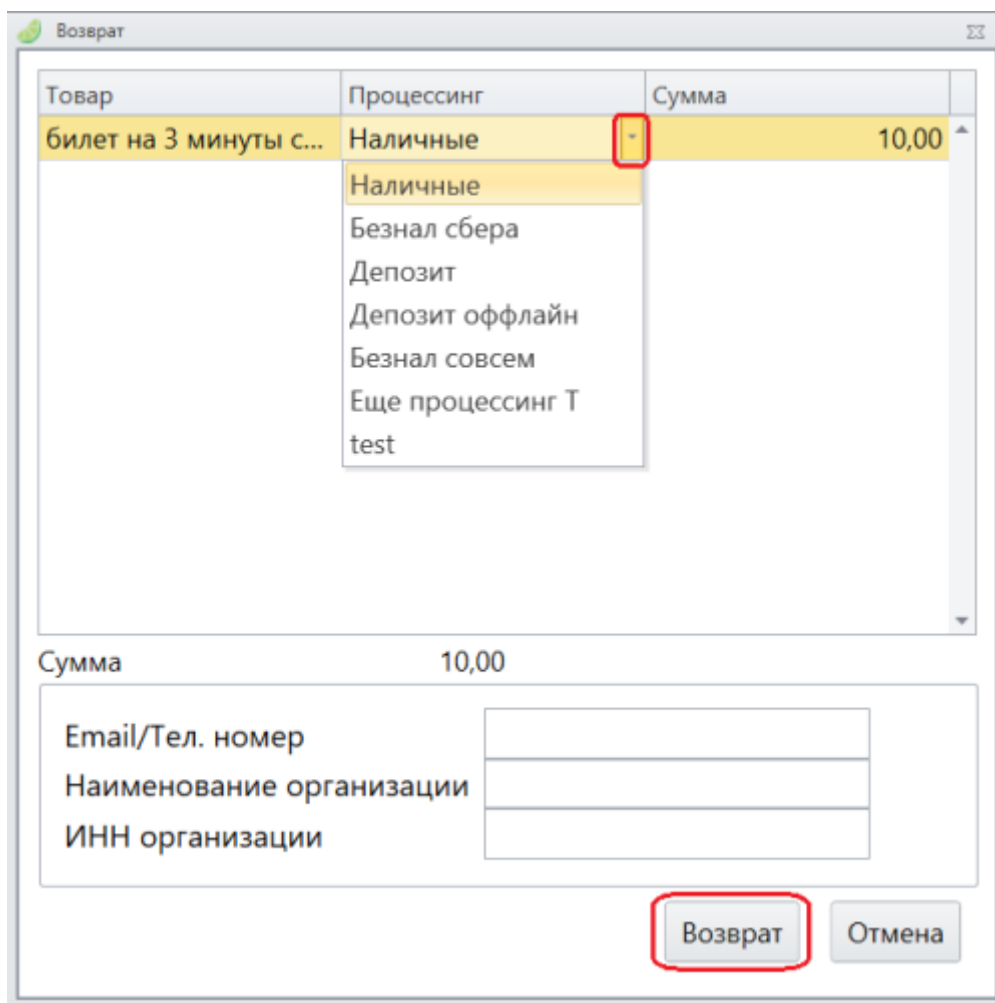 Возврат
Товар Процессинг Сумма
билет на 3 минуты с... Наличные 10,00
Наличные
Безнал сбера
Депозит
Депозит оффлайн
Безнал совсем
Еще процессинг Т
test
Сумма 10,00
Email/Тел. номер
Наименование организации
ИНН организации
Возврат Отмена